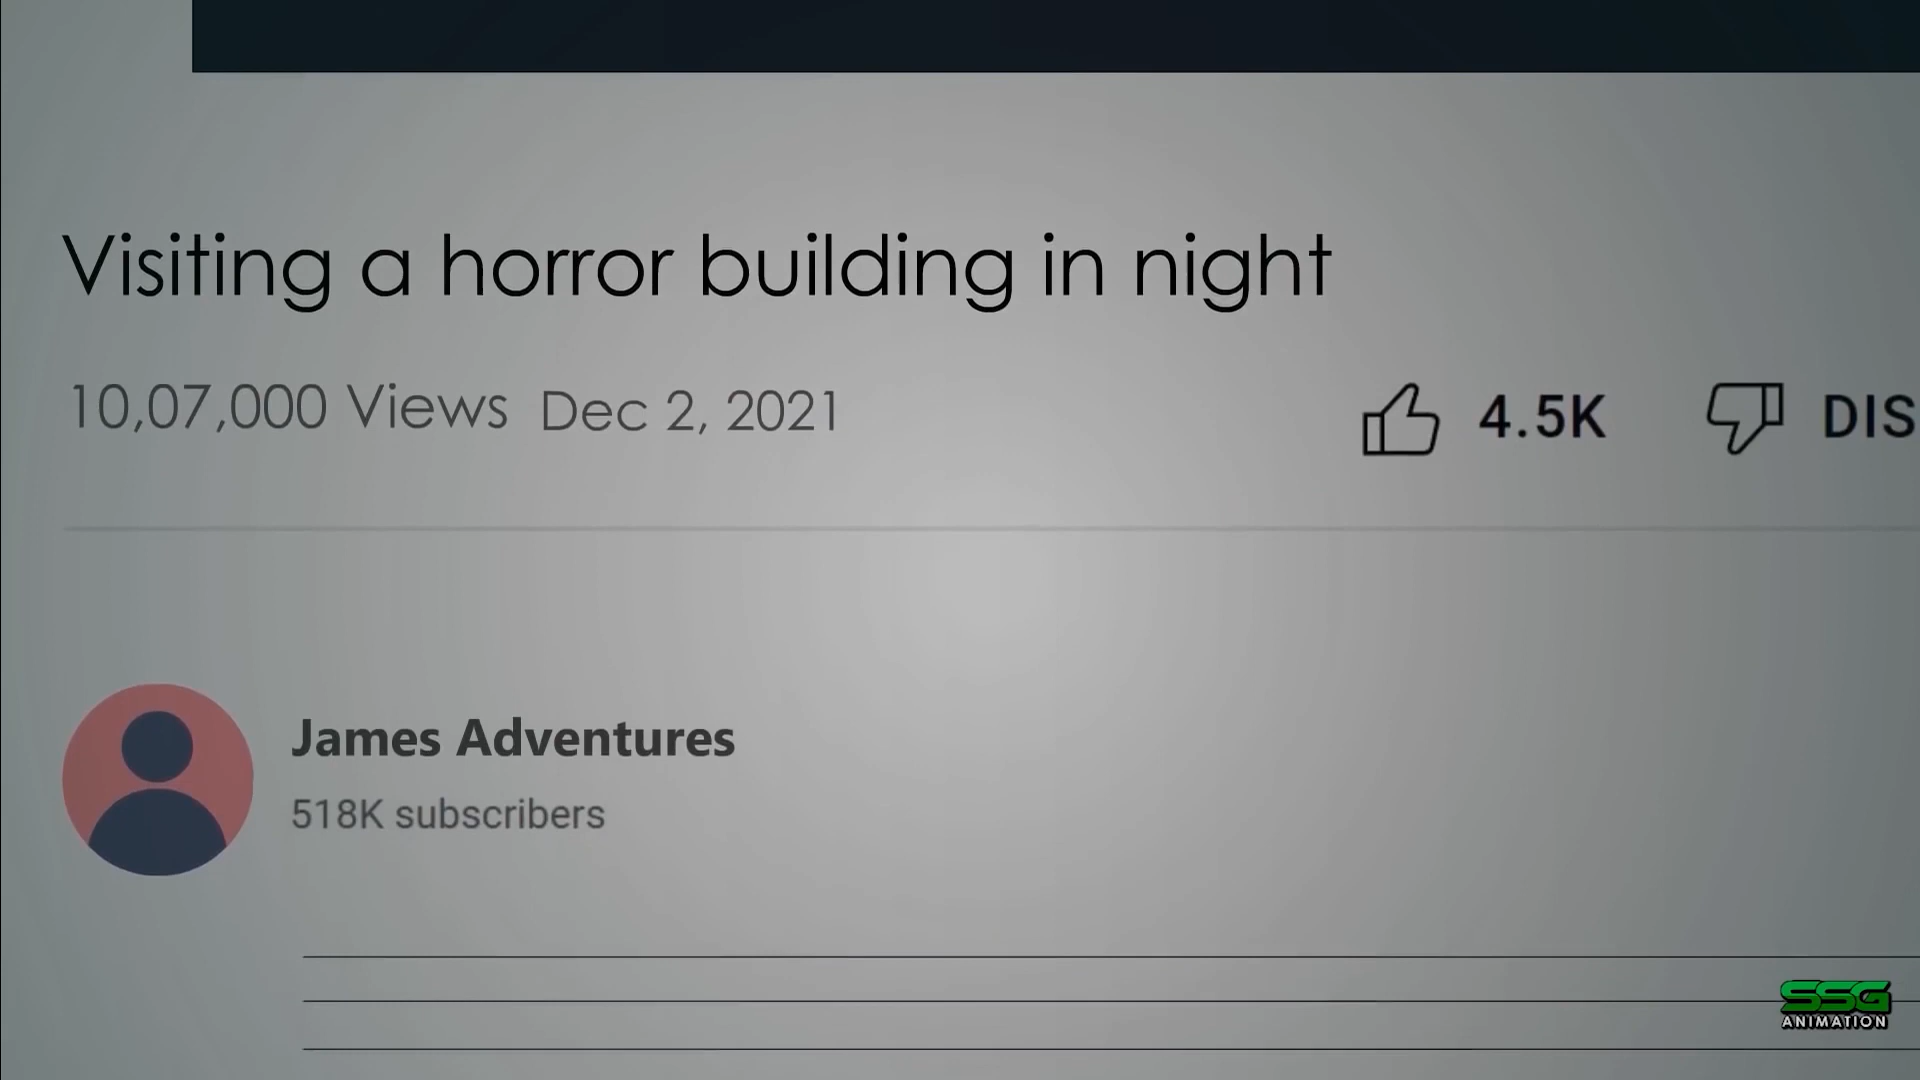 Visiting a horror building in night
10,07,000 Views Dec 2, 2021
4.5K
DIS
James Adventures
518K subscribers
SSG
ANIMATION